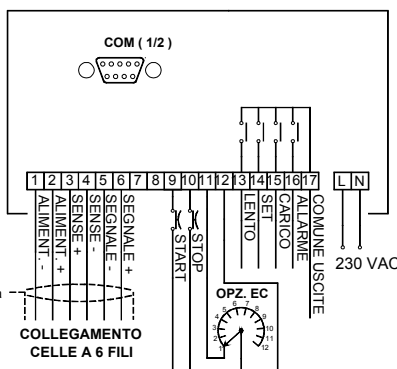 COM ( 1/2 )
1 2 3 4 5 6 7 8 9 10 11 12 13 14 15 16 17 L N
ALIMENT. -
ALIMENT. +
SENSE +
SENSE -
SEGNALE -
SEGNALE +
START
STOP
LENTO
SET
CARICO
ALLARME
COMUNE USCITE
230 VAC
OPZ. EC
1 2 3 4 5 6 7 8 9 10 11 12
COLLEGAMENTO
CELLE A 6 FILI